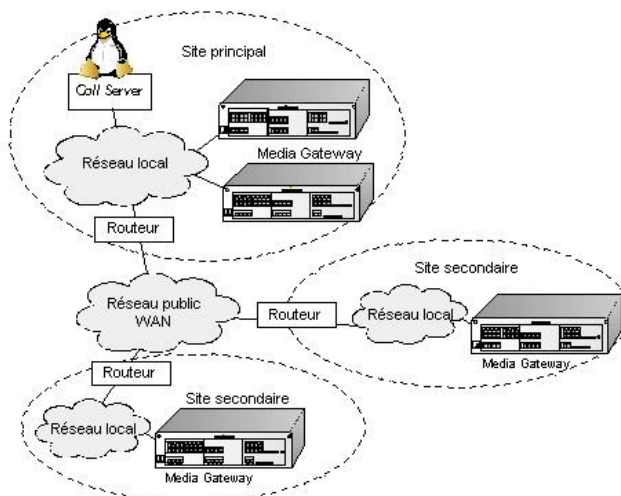 Site principal
Call Server
Réseau local
Media Gateway
Routeur
Site secondaire
Réseau public
WAN
Routeur
Réseau local
Media Gateway
Routeur
Site secondaire
Réseau local
Media Gateway